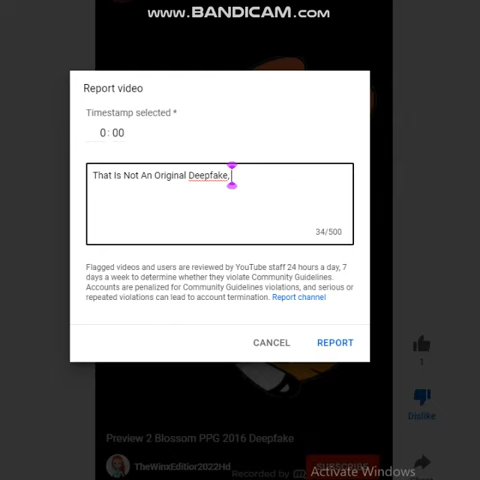 www.BANDICAM.com
Report video
Timestamp selected *
0:00
That Is Not An Original Deepfake,
34/500
Flagged videos and users are reviewed by YouTube staff 24 hours a day, 7
days a week to determine whether they violate Community Guidelines.
Accounts are penalized for Community Guidelines violations, and serious or
repeated violations can lead to account termination. Report channel
CANCEL
REPORT
1
Dislike
Preview 2 Blossom PPG 2016 Deepfake
TheWinxEditior2022Hd
SUBSCRIBE
Recorded by
Activate Windows